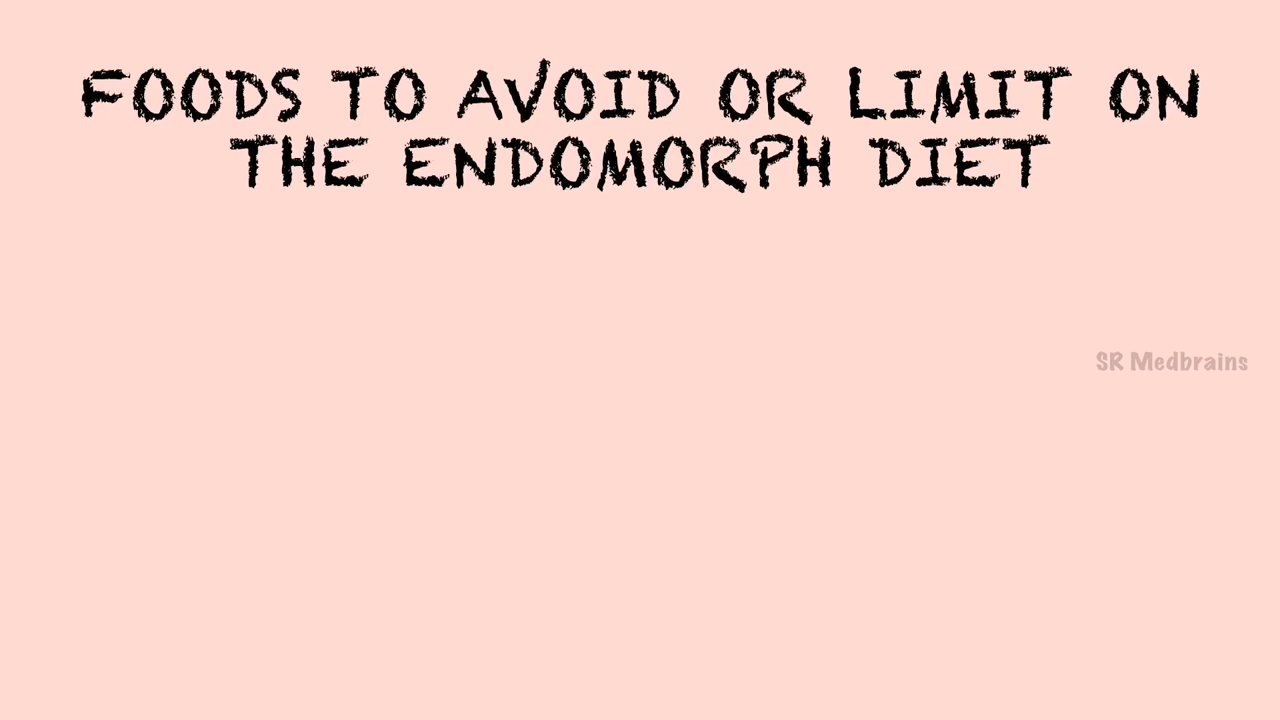 FOODS TO AVOID OR LIMIT ON
THE ENDOMORPH DIET
SR Medbrains